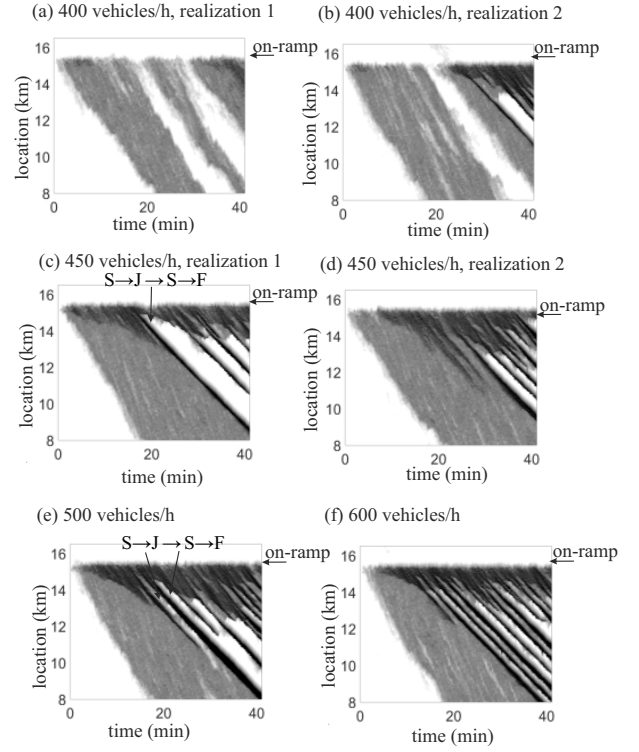 (a) 400 vehicles/h, realization 1
(b) 400 vehicles/h, realization 2
on-ramp
on-ramp
location (km)
16
14
12
10
8
0
20
40
time (min)
location (km)
16
14
12
10
8
0
20
40
time (min)
(c) 450 vehicles/h, realization 1
(d) 450 vehicles/h, realization 2
S→J→S→F
on-ramp
on-ramp
location (km)
16
14
12
10
8
0
20
40
time (min)
location (km)
16
14
12
10
8
0
20
40
time (min)
(e) 500 vehicles/h
(f) 600 vehicles/h
S→J→S→F
on-ramp
on-ramp
location (km)
16
14
12
10
8
0
20
40
time (min)
location (km)
16
14
12
10
8
0
20
40
time (min)